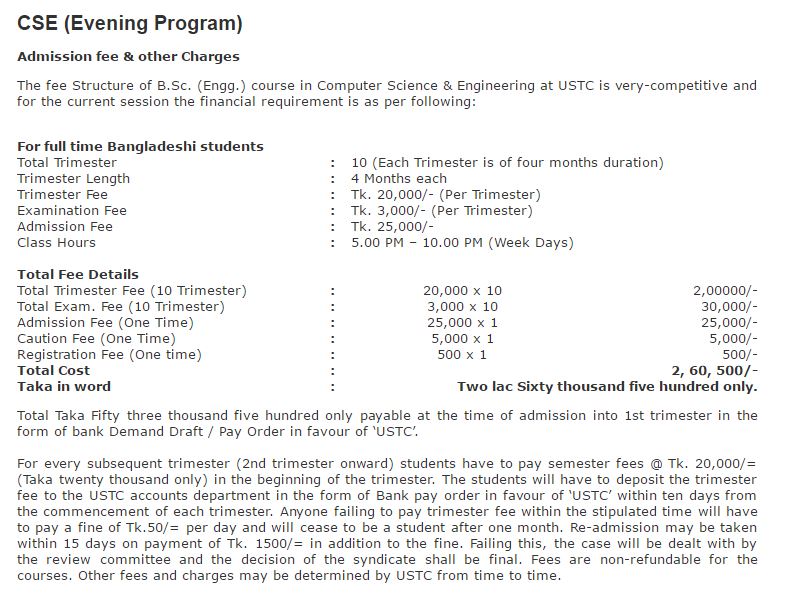 CSE (Evening Program)
Admission fee & other Charges
The fee Structure of B.Sc. (Engg.) course in Computer Science & Engineering at USTC is very-competitive and
for the current session the financial requirement is as per following:
For full time Bangladeshi students
Total Trimester : 10 (Each Trimester is of four months duration)
Trimester Length : 4 Months each
Trimester Fee : Tk. 20,000/- (Per Trimester)
Examination Fee : Tk. 3,000/- (Per Trimester)
Admission Fee : Tk. 25,000/-
Class Hours : 5.00 PM – 10.00 PM (Week Days)
Total Fee Details
Total Trimester Fee (10 Trimester) : 20,000 x 10 2,00000/-
Total Exam. Fee (10 Trimester) : 3,000 x 10 30,000/-
Admission Fee (One Time) : 25,000 x 1 25,000/-
Caution Fee (One Time) : 5,000 x 1 5,000/-
Registration Fee (One time) : 500 x 1 500/-
Total Cost : 2, 60, 500/-
Taka in word : Two lac Sixty thousand five hundred only.
Total Taka Fifty three thousand five hundred only payable at the time of admission into 1st trimester in the
form of bank Demand Draft / Pay Order in favour of ‘USTC’.
For every subsequent trimester (2nd trimester onward) students have to pay semester fees @ Tk. 20,000/=
(Taka twenty thousand only) in the beginning of the trimester. The students will have to deposit the trimester
fee to the USTC accounts department in the form of Bank pay order in favour of ‘USTC’ within ten days from
the commencement of each trimester. Anyone failing to pay trimester fee within the stipulated time will have
to pay a fine of Tk.50/= per day and will cease to be a student after one month. Re-admission may be taken
within 15 days on payment of Tk. 1500/= in addition to the fine. Failing this, the case will be dealt with by
the review committee and the decision of the syndicate shall be final. Fees are non-refundable for the
courses. Other fees and charges may be determined by USTC from time to time.